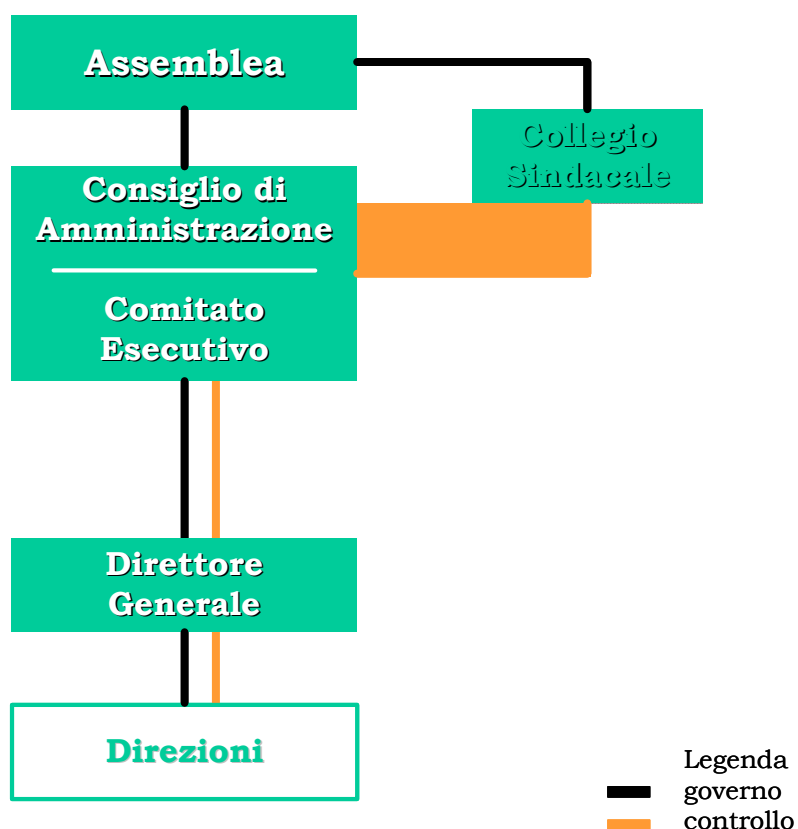 Assemblea
Collegio
Sindacale
Consiglio di
Amministrazione
Comitato
Esecutivo
Direttore
Generale
Direzioni
Legenda
governo
controllo